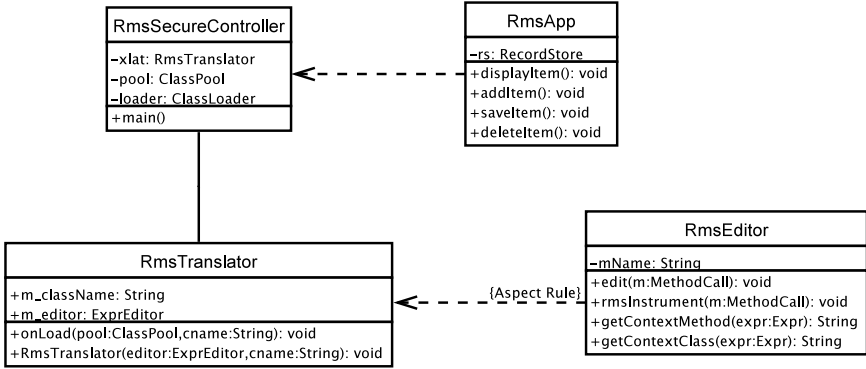 RmsSecureController
-xlat: RmsTranslator
-pool: ClassPool
-loader: ClassLoader
+main()
RmsApp
-rs: RecordStore
+displayItem(): void
+addItem(): void
+saveItem(): void
+deleteItem(): void
RmsTranslator
+m_className: String
+m_editor: ExprEditor
+onLoad(pool:ClassPool,cname:String): void
+RmsTranslator(editor:ExprEditor,cname:String): void
{Aspect Rule}
RmsEditor
-mName: String
+edit(m:MethodCall): void
+rmsInstrument(m:MethodCall): void
+getContextMethod(expr:Expr): String
+getContextClass(expr:Expr): String